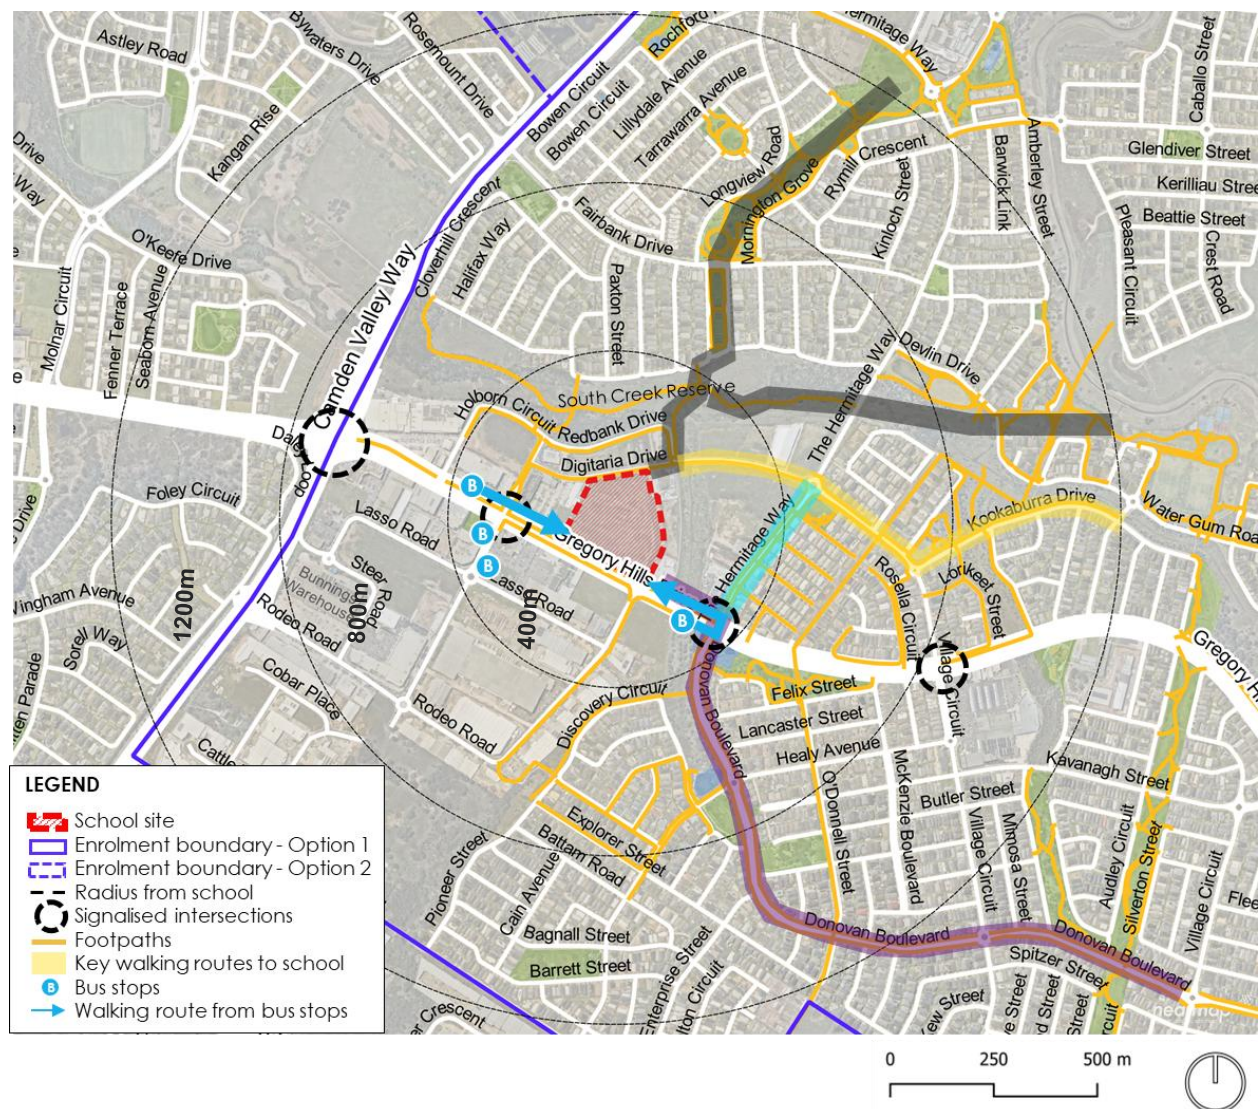 Astley Road
Bywaters Drive
Rosemount Drive
Rochford
Hermitage Way
Caballo Street
Bowen Circuit
Bowen Circuit
Lillydale Avenue
Tarrawarra Avenue
Kangan Rise
Drive
Way
Longview Road
Mornington Grove
Rymill Crescent
Kinloch Street
Barwick Link
Amberley Street
Glendiver Street
Kerilliau Stree
Beattie Street
Pleasant Circuit
Crest Road
O'Keefe Drive
Cloverhill Crescent
Halifax Way
Fairbank Drive
Paxton Street
Molnar Circuit
Fenner Terrace
Seaborn Avenue
Camden Valley Way
The Hermitage Way
Devlin Drive
South Creek Reserve
Holborn Circuit
Redbank Drive
Digitaria Drive
Daley Loop
Foley Circuit
Lasso Road
B
B
B
B
Gregory Hills
Hermitage Way
Kookaburra Drive
Water Gum Roa
Rosella Circuit
Lorikeet Street
Village Circuit
Gregory
Lasso Road
Steer Road
Bunnings
Warehouse
Rodeo Road
Wingham Avenue
Sorell Way
Cobar Place
Rodeo Road
Discovery Circuit
1200m
800m
400m
Felix Street
Lancaster Street
Healy Avenue
Donovan Boulevard
O'Donnell Street
McKenzie Boulevard
Butler Street
Village Circuit
Mimosa Street
Kavanagh Street
Audley Circuit
Silverton Street
Village Circuit
Explorer Street
Battam Road
Pioneer Street
Cain Avenue
Bagnall Street
Barrett Street
Enterprise Street
Donovan Boulevard
Donovan Boulevard
Spitzer Street
Crescent
Street
Street
Circuit
nearmap
LEGEND
School site
Enrolment boundary - Option 1
Enrolment boundary - Option 2
Radius from school
Signalised intersections
Footpaths
Key walking routes to school
B Bus stops
Walking route from bus stops
0 250 500 m